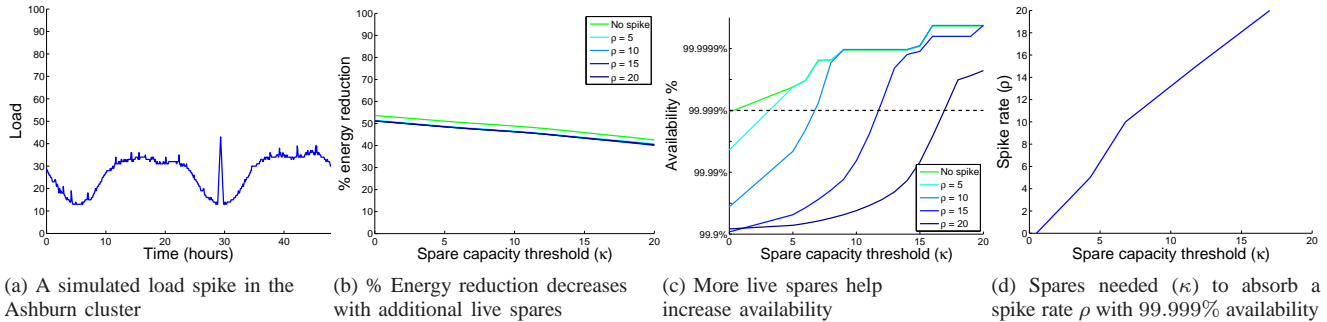 100
90
80
70
60
50
40
30
20
10
0
Load
0 10 20 30 40
Time (hours)
(a) A simulated load spike in the
Ashburn cluster
100
90
80
70
60
50
40
30
20
10
0
% energy reduction
No spike
ρ = 5
ρ = 10
ρ = 15
ρ = 20
0 5 10 15 20
Spare capacity threshold (κ)
(b) % Energy reduction decreases
with additional live spares
99.9999%
99.999%
99.99%
99.9%
Availability %
No spike
ρ = 5
ρ = 10
ρ = 15
ρ = 20
0 5 10 15 20
Spare capacity threshold (κ)
(c) More live spares help
increase availability
20
18
16
14
12
10
8
6
4
2
0
Spike rate (ρ)
0 5 10 15 20
Spare capacity threshold (κ)
(d) Spares needed (κ) to absorb a
spike rate ρ with 99.999% availability